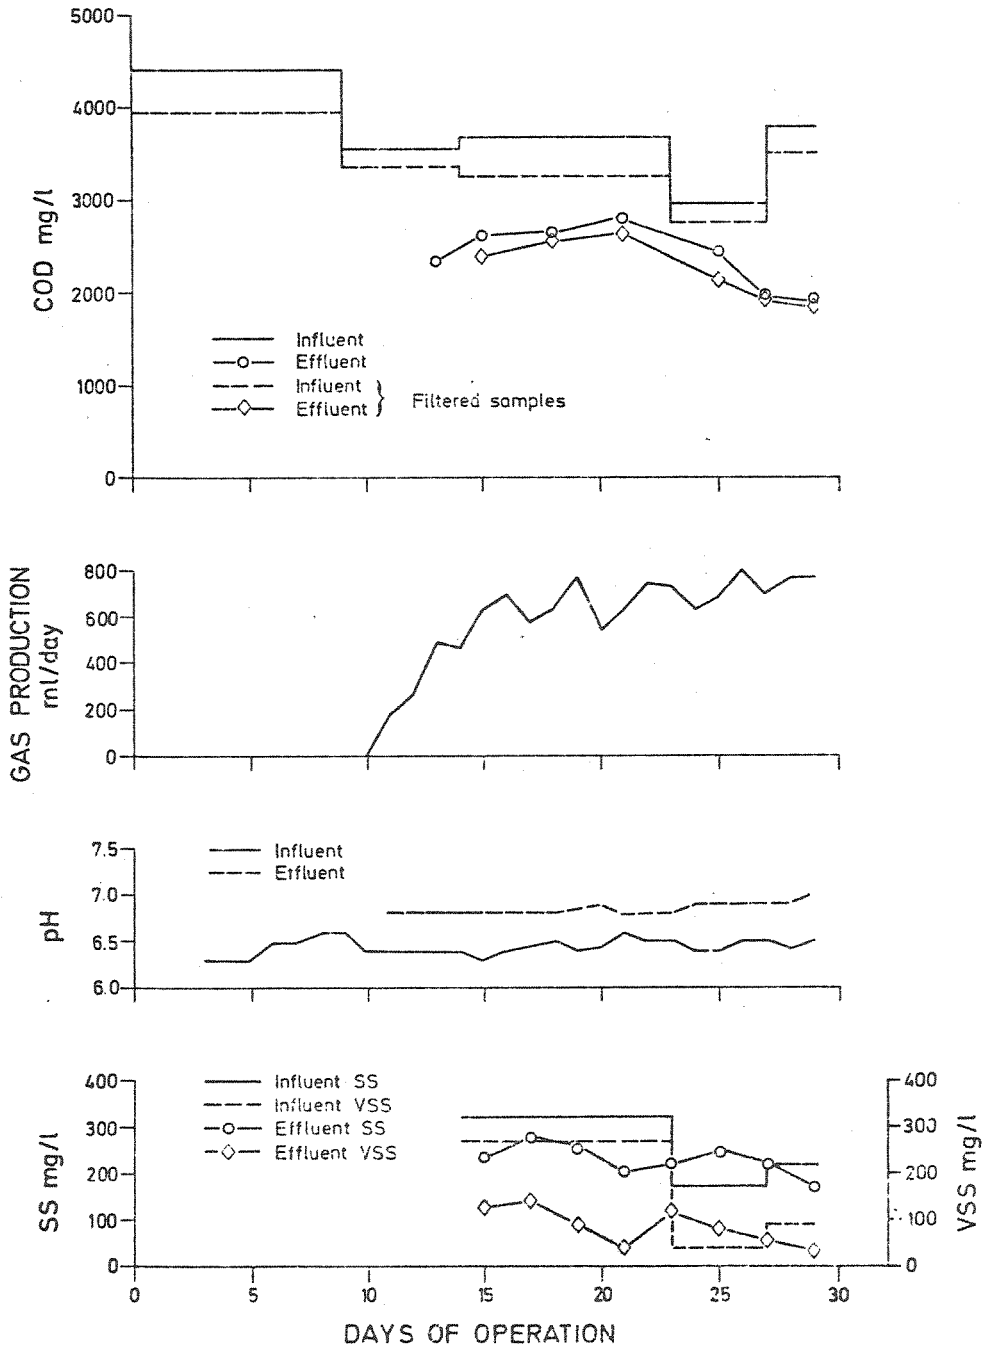 5000
4000
3000
2000
1000
0
COD mg/l
Influent
Effluent
Influent
Effluent
} Filtered samples
GAS PRODUCTION
ml/day
800
600
400
200
0
pH
7.5
7.0
6.5
6.0
Influent
Effluent
SS mg/l
400
300
200
100
0
Influent SS
Influent VSS
Effluent SS
Effluent VSS
400
300
200
100
0
VSS mg/l
0 5 10 15 20 25 30
DAYS OF OPERATION